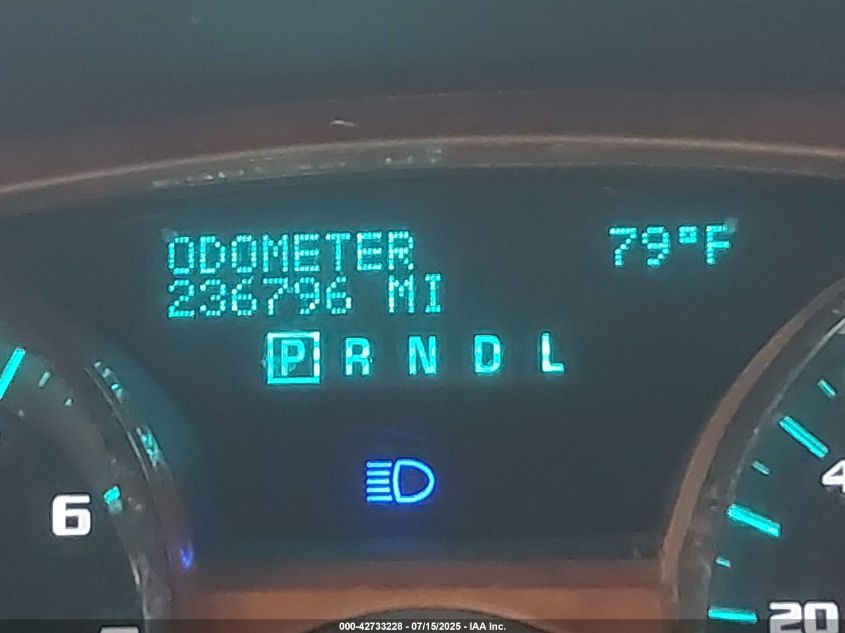 ODOMETER 79°F
236796 MI
P R N D L
6
4
20
000-42733228 - 07/15/2025 - IAA Inc.